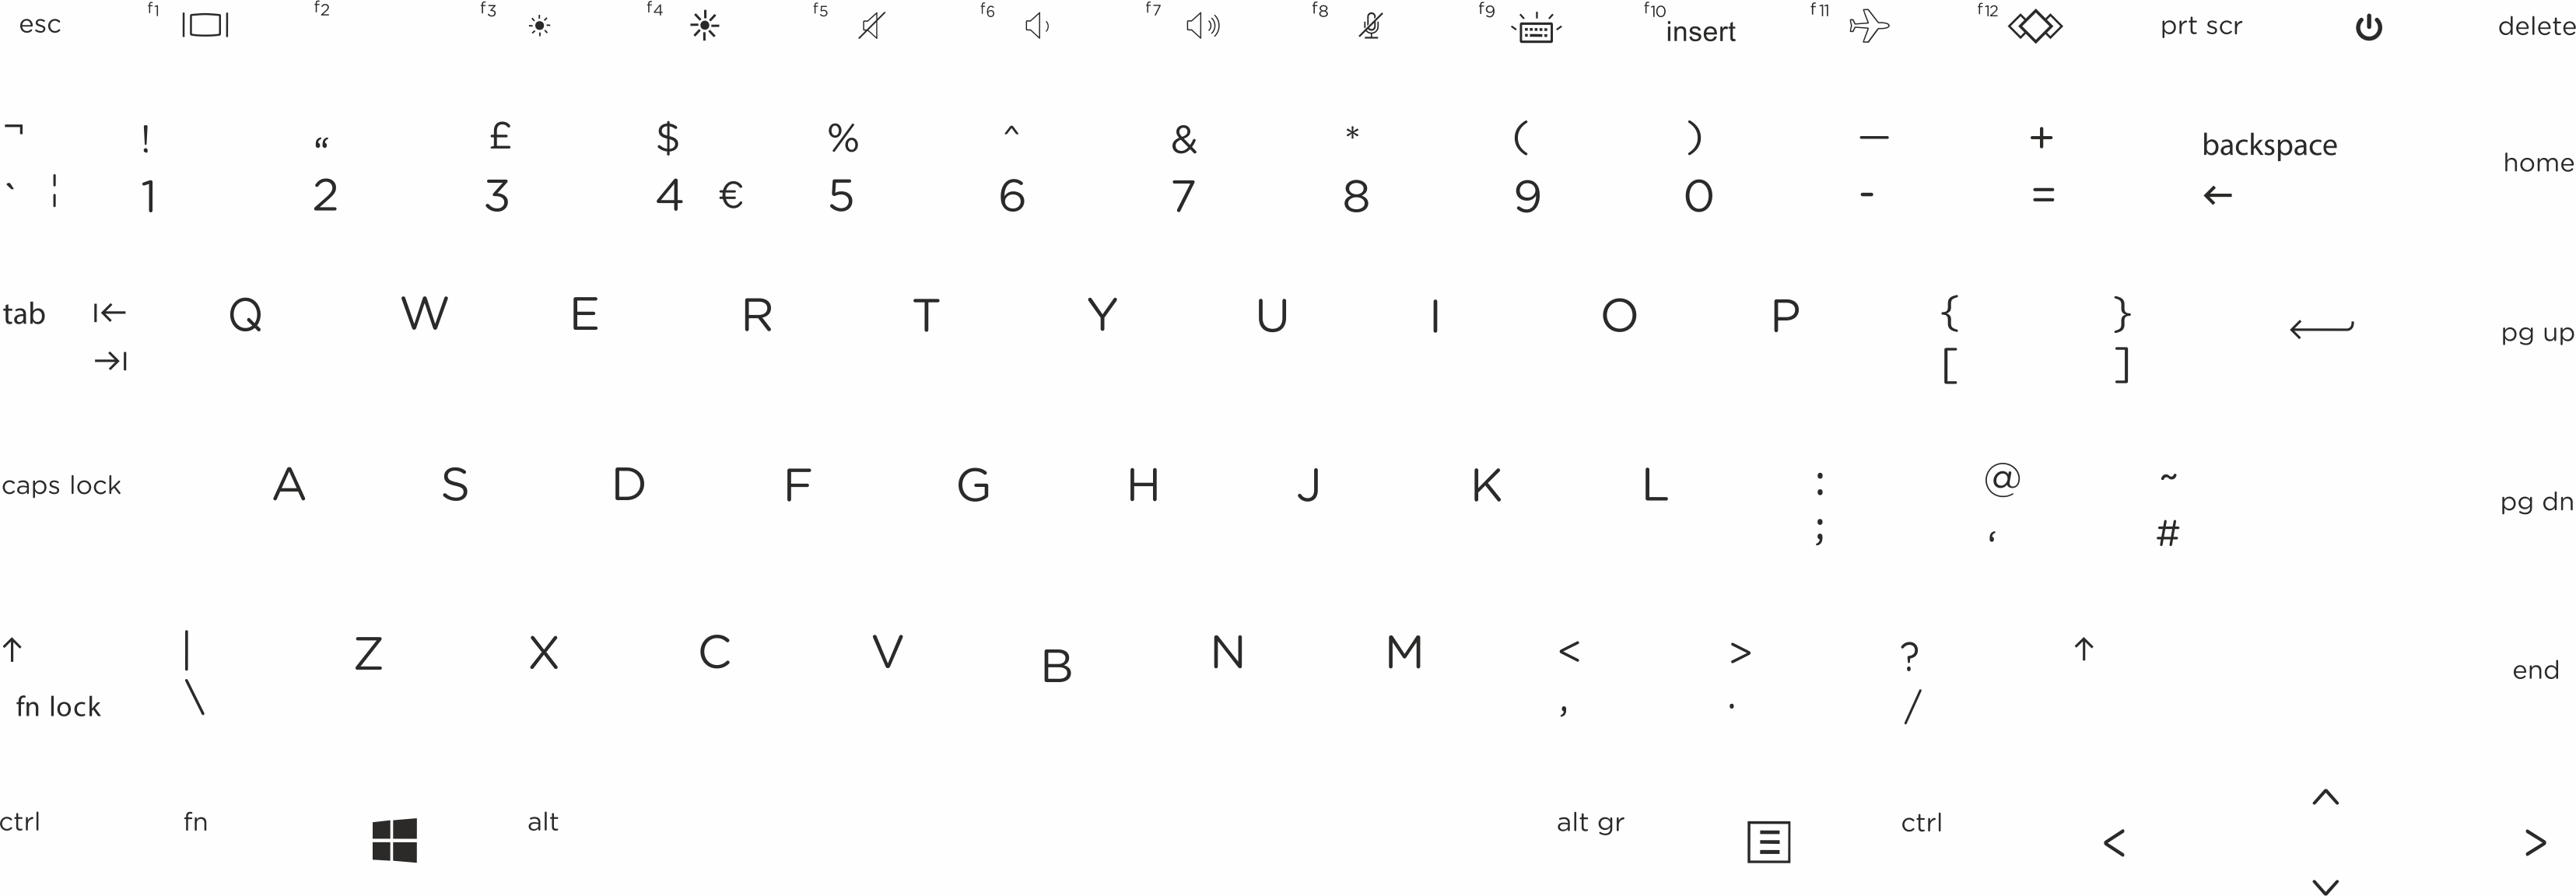 esc f1 f2 f3 f4 f5 f6 f7 f8 f9 f10 insert f11 f12 prt scr delete
¬ ! “ £ $ % ^ & * ( ) — + backspace
` ¦ 1 2 3 4 € 5 6 7 8 9 0 - = ← home
tab |← Q W E R T Y U I O P { } ← pg up
→| [ ]
caps lock A S D F G H J K L : @ ~ pg dn
; ‘ #
↑ | Z X C V B N M < > ? ↑ end
fn lock \ , . /
ctrl fn alt alt gr ctrl ^
< >
v